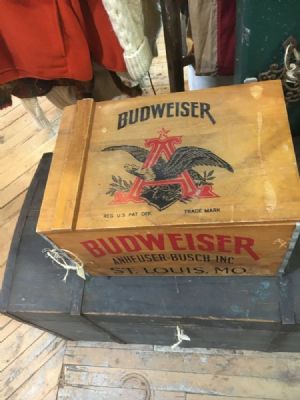 BUDWEISER
REG. U.S. PAT. OFF. TRADE MARK
BUDWEISER
ANHEUSER-BUSCH-INC
ST. LOUIS, MO.